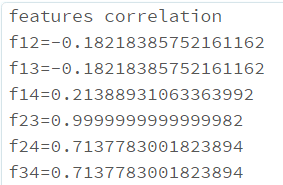 features correlation
f12=-0.18218385752161162
f13=-0.18218385752161162
f14=0.21388931063363992
f23=0.9999999999999982
f24=0.7137783001823894
f34=0.7137783001823894